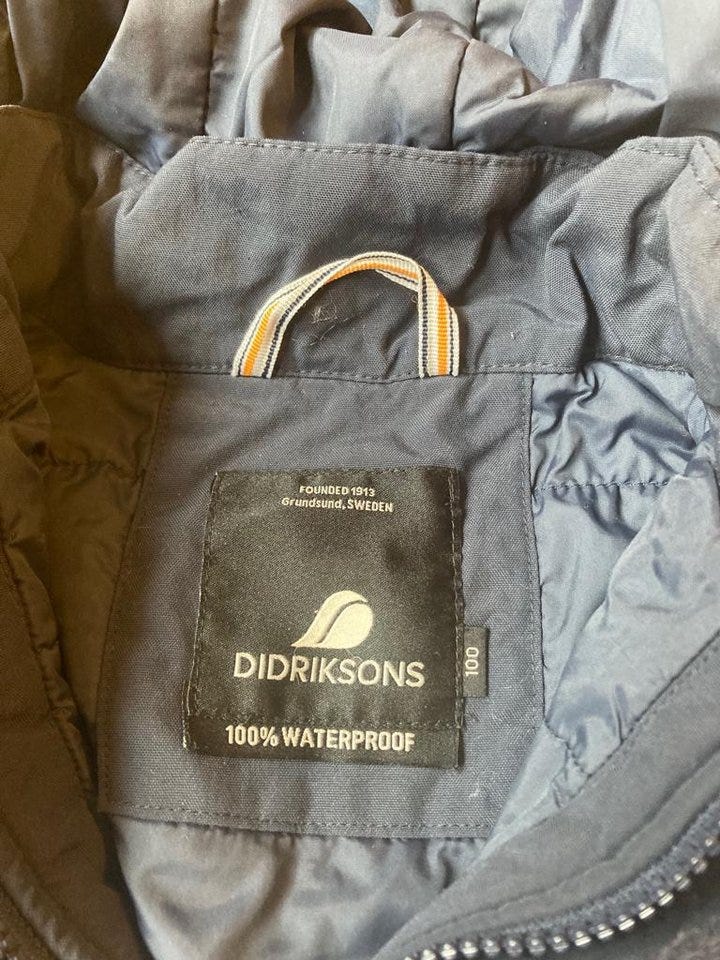 FOUNDED 1913
Grundsund, SWEDEN
DIDRIKSONS
100
100% WATERPROOF